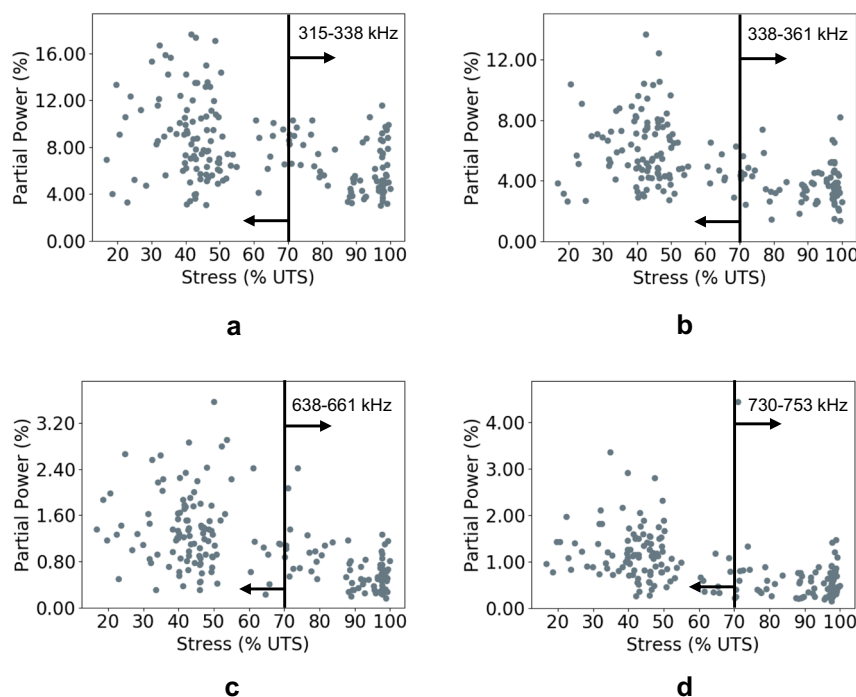 315-338 kHz
Partial Power (%)
16.00
12.00
8.00
4.00
0.00
20 30 40 50 60 70 80 90 100
Stress (% UTS)
a
338-361 kHz
Partial Power (%)
12.00
8.00
4.00
0.00
20 30 40 50 60 70 80 90 100
Stress (% UTS)
b
638-661 kHz
Partial Power (%)
3.20
2.40
1.60
0.80
0.00
20 30 40 50 60 70 80 90 100
Stress (% UTS)
c
730-753 kHz
Partial Power (%)
4.00
3.00
2.00
1.00
0.00
20 30 40 50 60 70 80 90 100
Stress (% UTS)
d